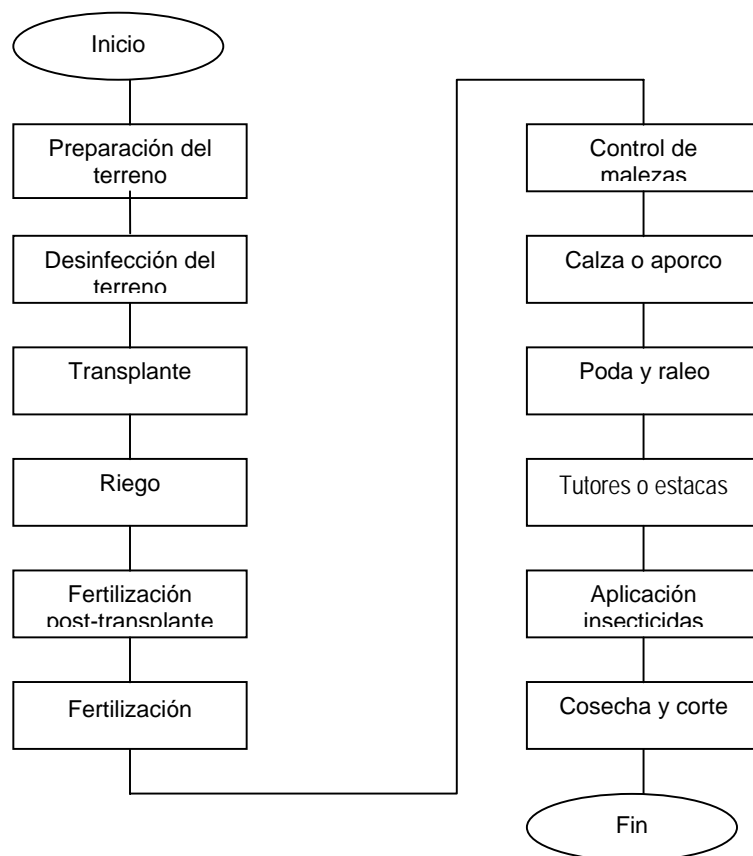 Inicio
Preparación del
terreno
Desinfección del
terreno
Transplante
Riego
Fertilización
post-transplante
Fertilización
Control de
malezas
Calza o aporco
Poda y raleo
Tutores o estacas
Aplicación
insecticidas
Cosecha y corte
Fin